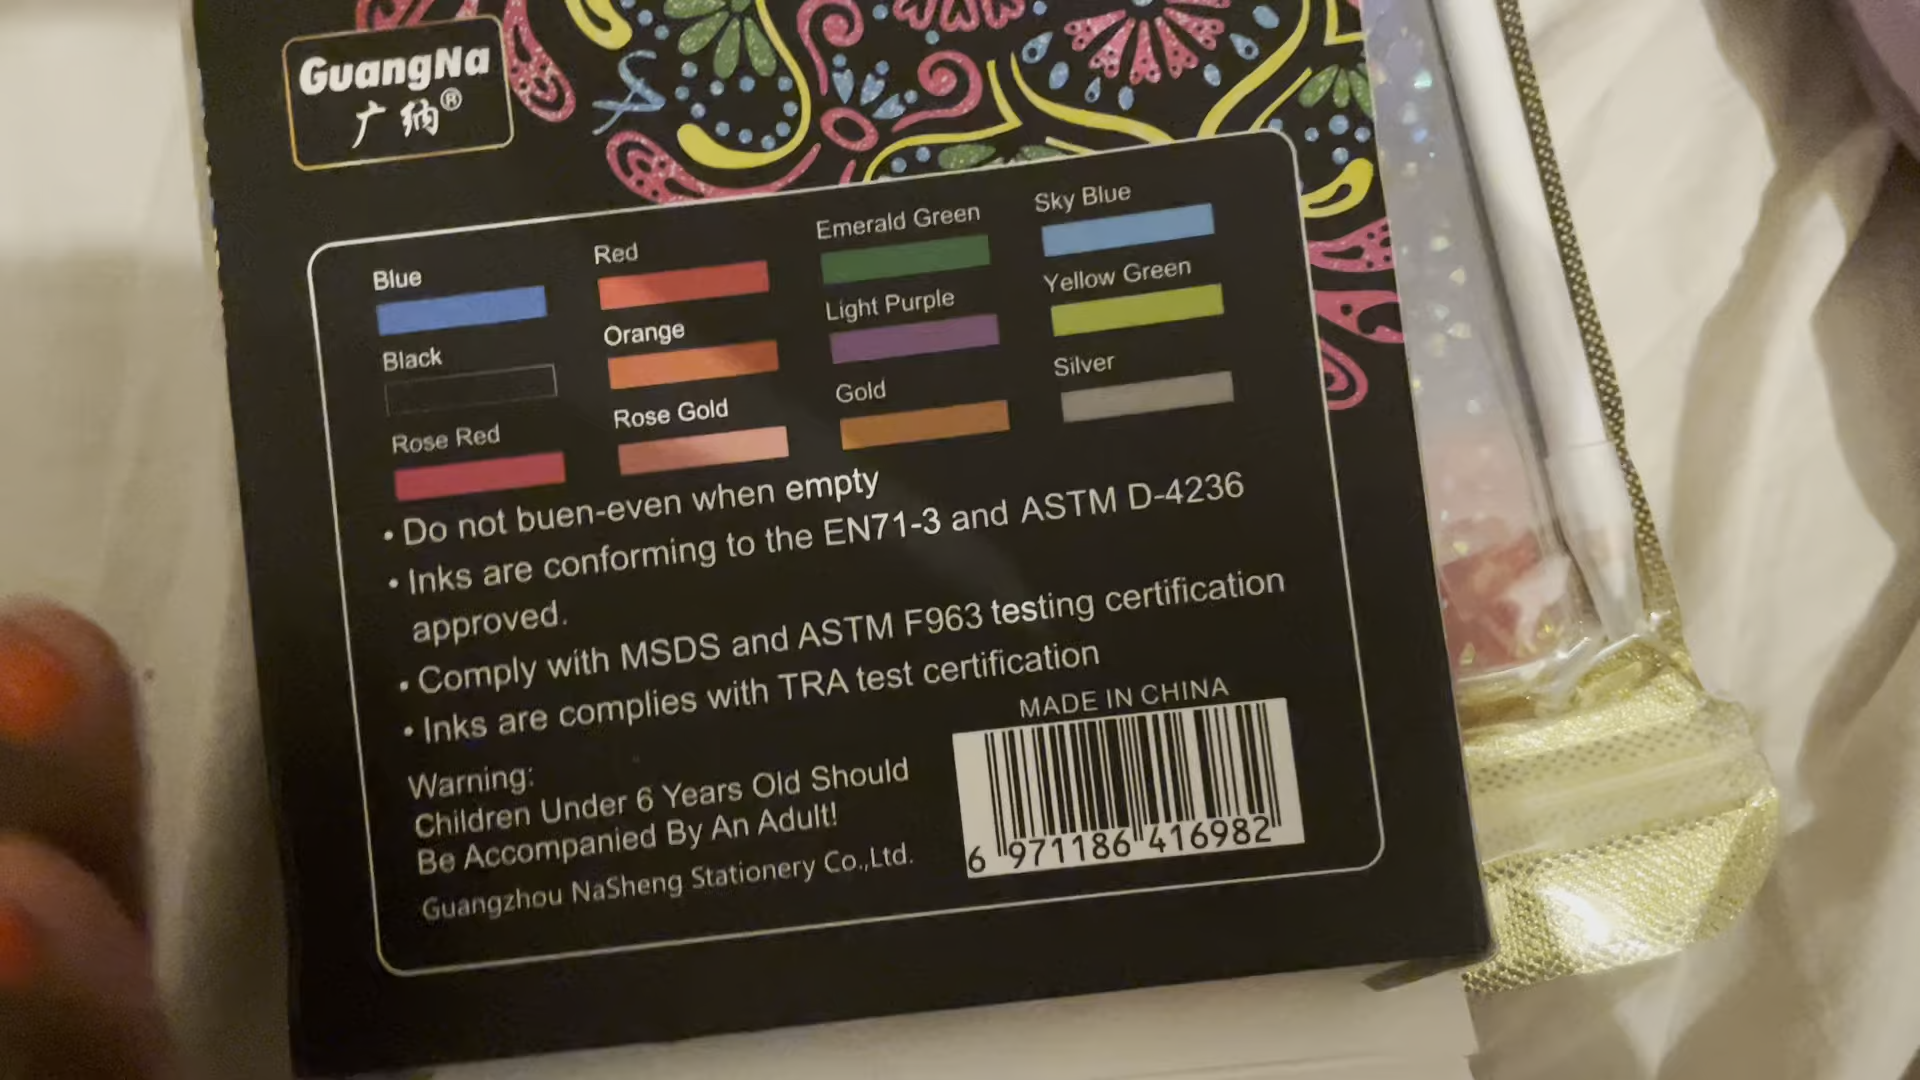 GuangNa
广纳®
Blue
Red
Emerald Green
Sky Blue
Black
Orange
Light Purple
Yellow Green
Rose Red
Rose Gold
Gold
Silver
• Do not buen-even when empty
• Inks are conforming to the EN71-3 and ASTM D-4236
approved.
• Comply with MSDS and ASTM F963 testing certification
• Inks are complies with TRA test certification
Warning:
Children Under 6 Years Old Should
Be Accompanied By An Adult!
Guangzhou NaSheng Stationery Co.,Ltd.
MADE IN CHINA
6 971186 416982